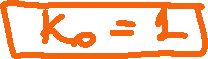 K₀ = 1